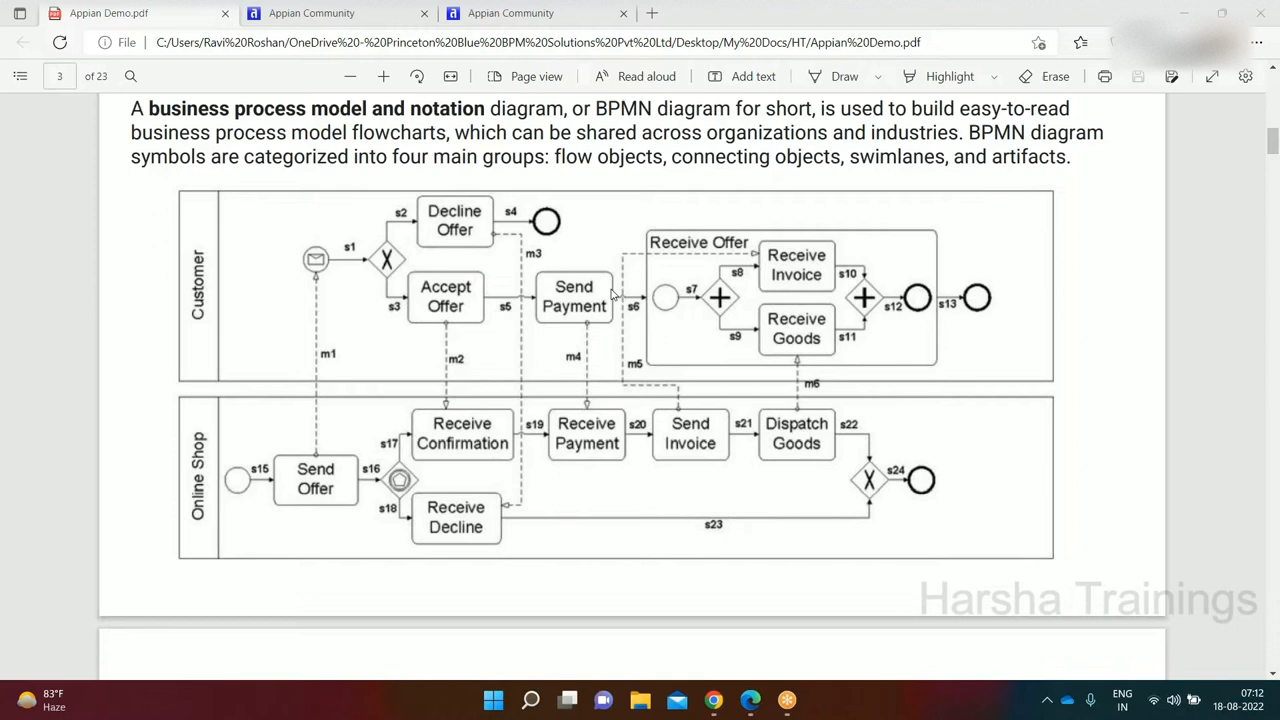 Appian Demo.pdf
Appian Community
Appian Community
File
C:/Users/Ravi%20Roshan/OneDrive%20-%20Princeton%20Blue%20BPM%20Solutions%20Pvt%20Ltd/Desktop/My%20Docs/HT/Appian%20Demo.pdf
3 of 23
Page view
Read aloud
Add text
Draw
Highlight
Erase
A business process model and notation diagram, or BPMN diagram for short, is used to build easy-to-read
business process model flowcharts, which can be shared across organizations and industries. BPMN diagram
symbols are categorized into four main groups: flow objects, connecting objects, swimlanes, and artifacts.
Customer
s1
s2
Decline
Offer
s4
m3
s3
Accept
Offer
s5
Send
Payment
s6
Receive Offer
s7
s8
Receive
Invoice
s10
s9
Receive
Goods
s11
s12
s13
m1
m2
m4
m5
m6
Online Shop
s15
Send
Offer
s16
s17
Receive
Confirmation
s19
Receive
Payment
s20
Send
Invoice
s21
Dispatch
Goods
s22
s18
Receive
Decline
s23
X
s24
Harsha Trainings
83°F
Haze
ENG
IN
07:12
18-08-2022